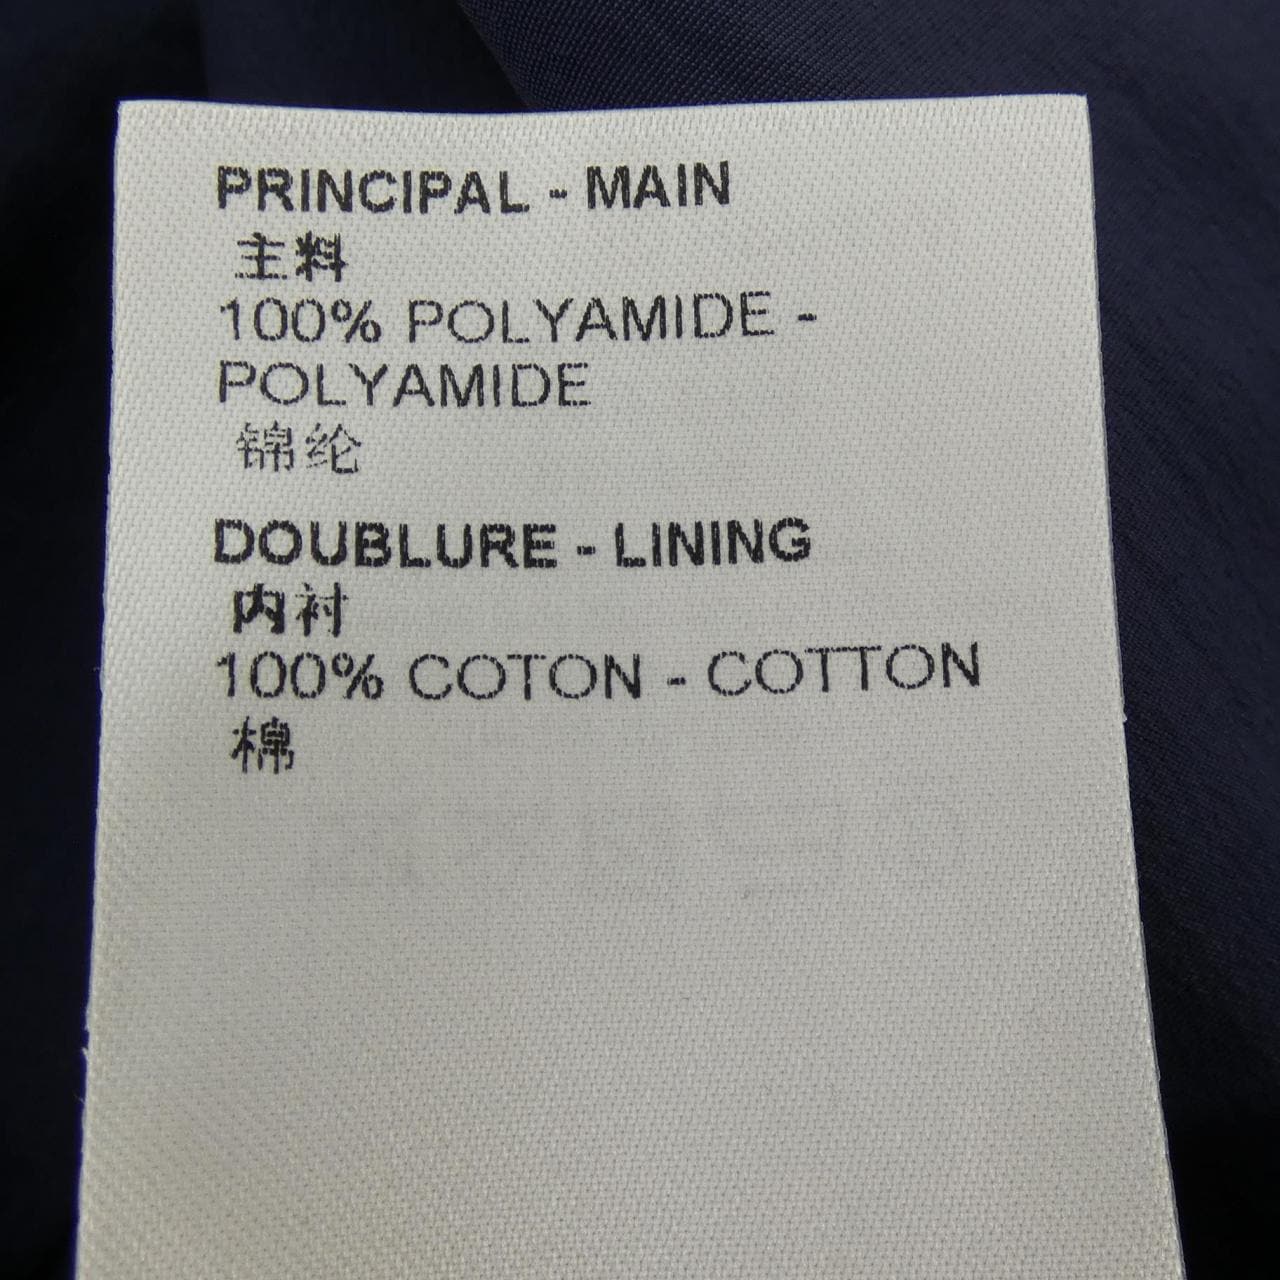 PRINCIPAL - MAIN
主料
100% POLYAMIDE -
POLYAMIDE
锦纶
DOUBLURE - LINING
内衬
100% COTON - COTTON
棉